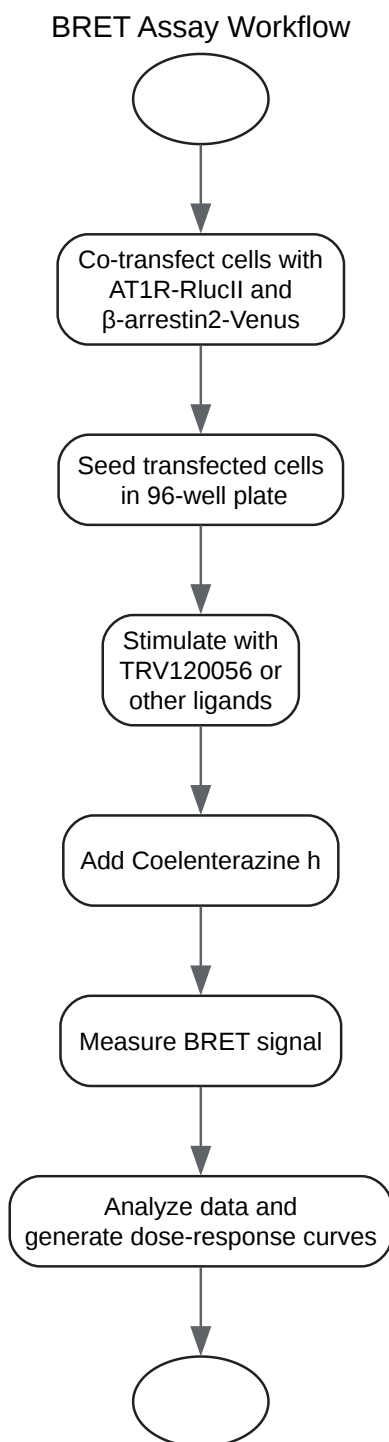 BRET Assay Workflow
Co-transfect cells with
AT1R-RlucII and
β-arrestin2-Venus
Seed transfected cells
in 96-well plate
Stimulate with
TRV120056 or
other ligands
Add Coelenterazine h
Measure BRET signal
Analyze data and
generate dose-response curves